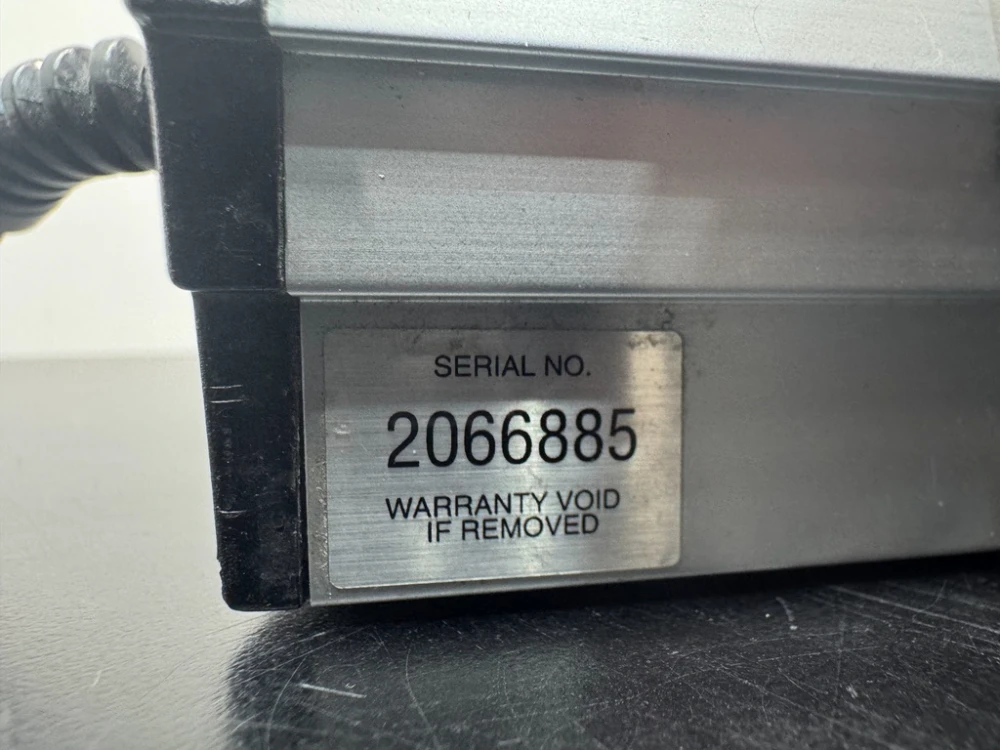 SERIAL NO.
2066885
WARRANTY VOID
IF REMOVED